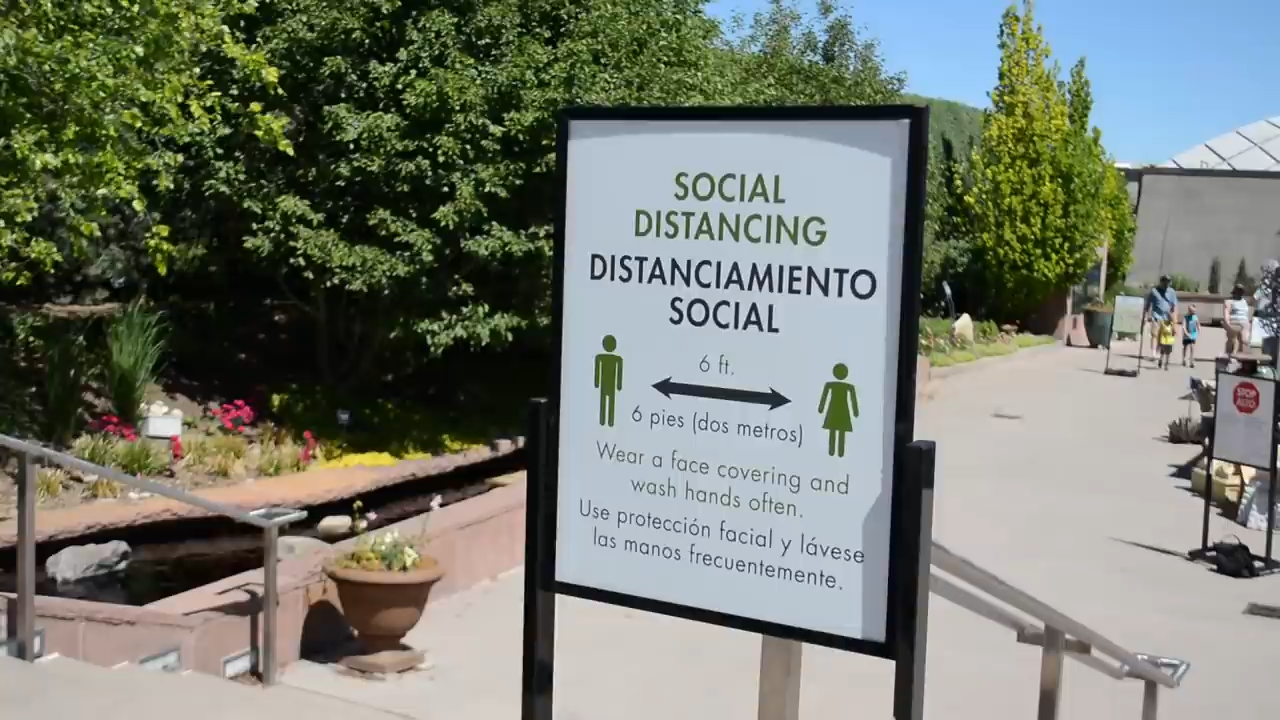 SOCIAL
DISTANCING
DISTANCIAMIENTO
SOCIAL
6 ft.
6 pies (dos metros)
Wear a face covering and
wash hands often.
Use protección facial y lávese
las manos frecuentemente.
STOP
ALTO